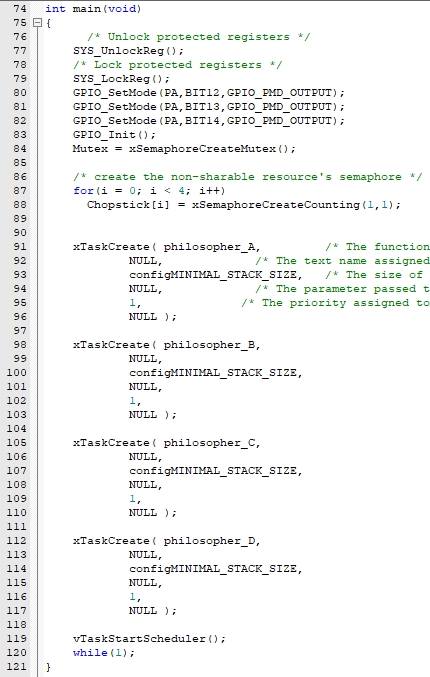 74 int main(void)
75 {
76 /* Unlock protected registers */
77 SYS_UnlockReg();
78 /* Lock protected registers */
79 SYS_LockReg();
80 GPIO_SetMode(PA,BIT12,GPIO_PMD_OUTPUT);
81 GPIO_SetMode(PA,BIT13,GPIO_PMD_OUTPUT);
82 GPIO_SetMode(PA,BIT14,GPIO_PMD_OUTPUT);
83 GPIO_Init();
84 Mutex = xSemaphoreCreateMutex();
85
86 /* create the non-sharable resource's semaphore */
87 for(i = 0; i < 4; i++)
88 Chopstick[i] = xSemaphoreCreateCounting(1,1);
89
90
91 xTaskCreate( philosopher_A, /* The function
92 NULL, /* The text name assigned
93 configMINIMAL_STACK_SIZE, /* The size of
94 NULL, /* The parameter passed t
95 1, /* The priority assigned to
96 NULL );
97
98 xTaskCreate( philosopher_B,
99 NULL,
100 configMINIMAL_STACK_SIZE,
101 NULL,
102 1,
103 NULL );
104
105 xTaskCreate( philosopher_C,
106 NULL,
107 configMINIMAL_STACK_SIZE,
108 NULL,
109 1,
110 NULL );
111
112 xTaskCreate( philosopher_D,
113 NULL,
114 configMINIMAL_STACK_SIZE,
115 NULL,
116 1,
117 NULL );
118
119 vTaskStartScheduler();
120 while(1);
121 }